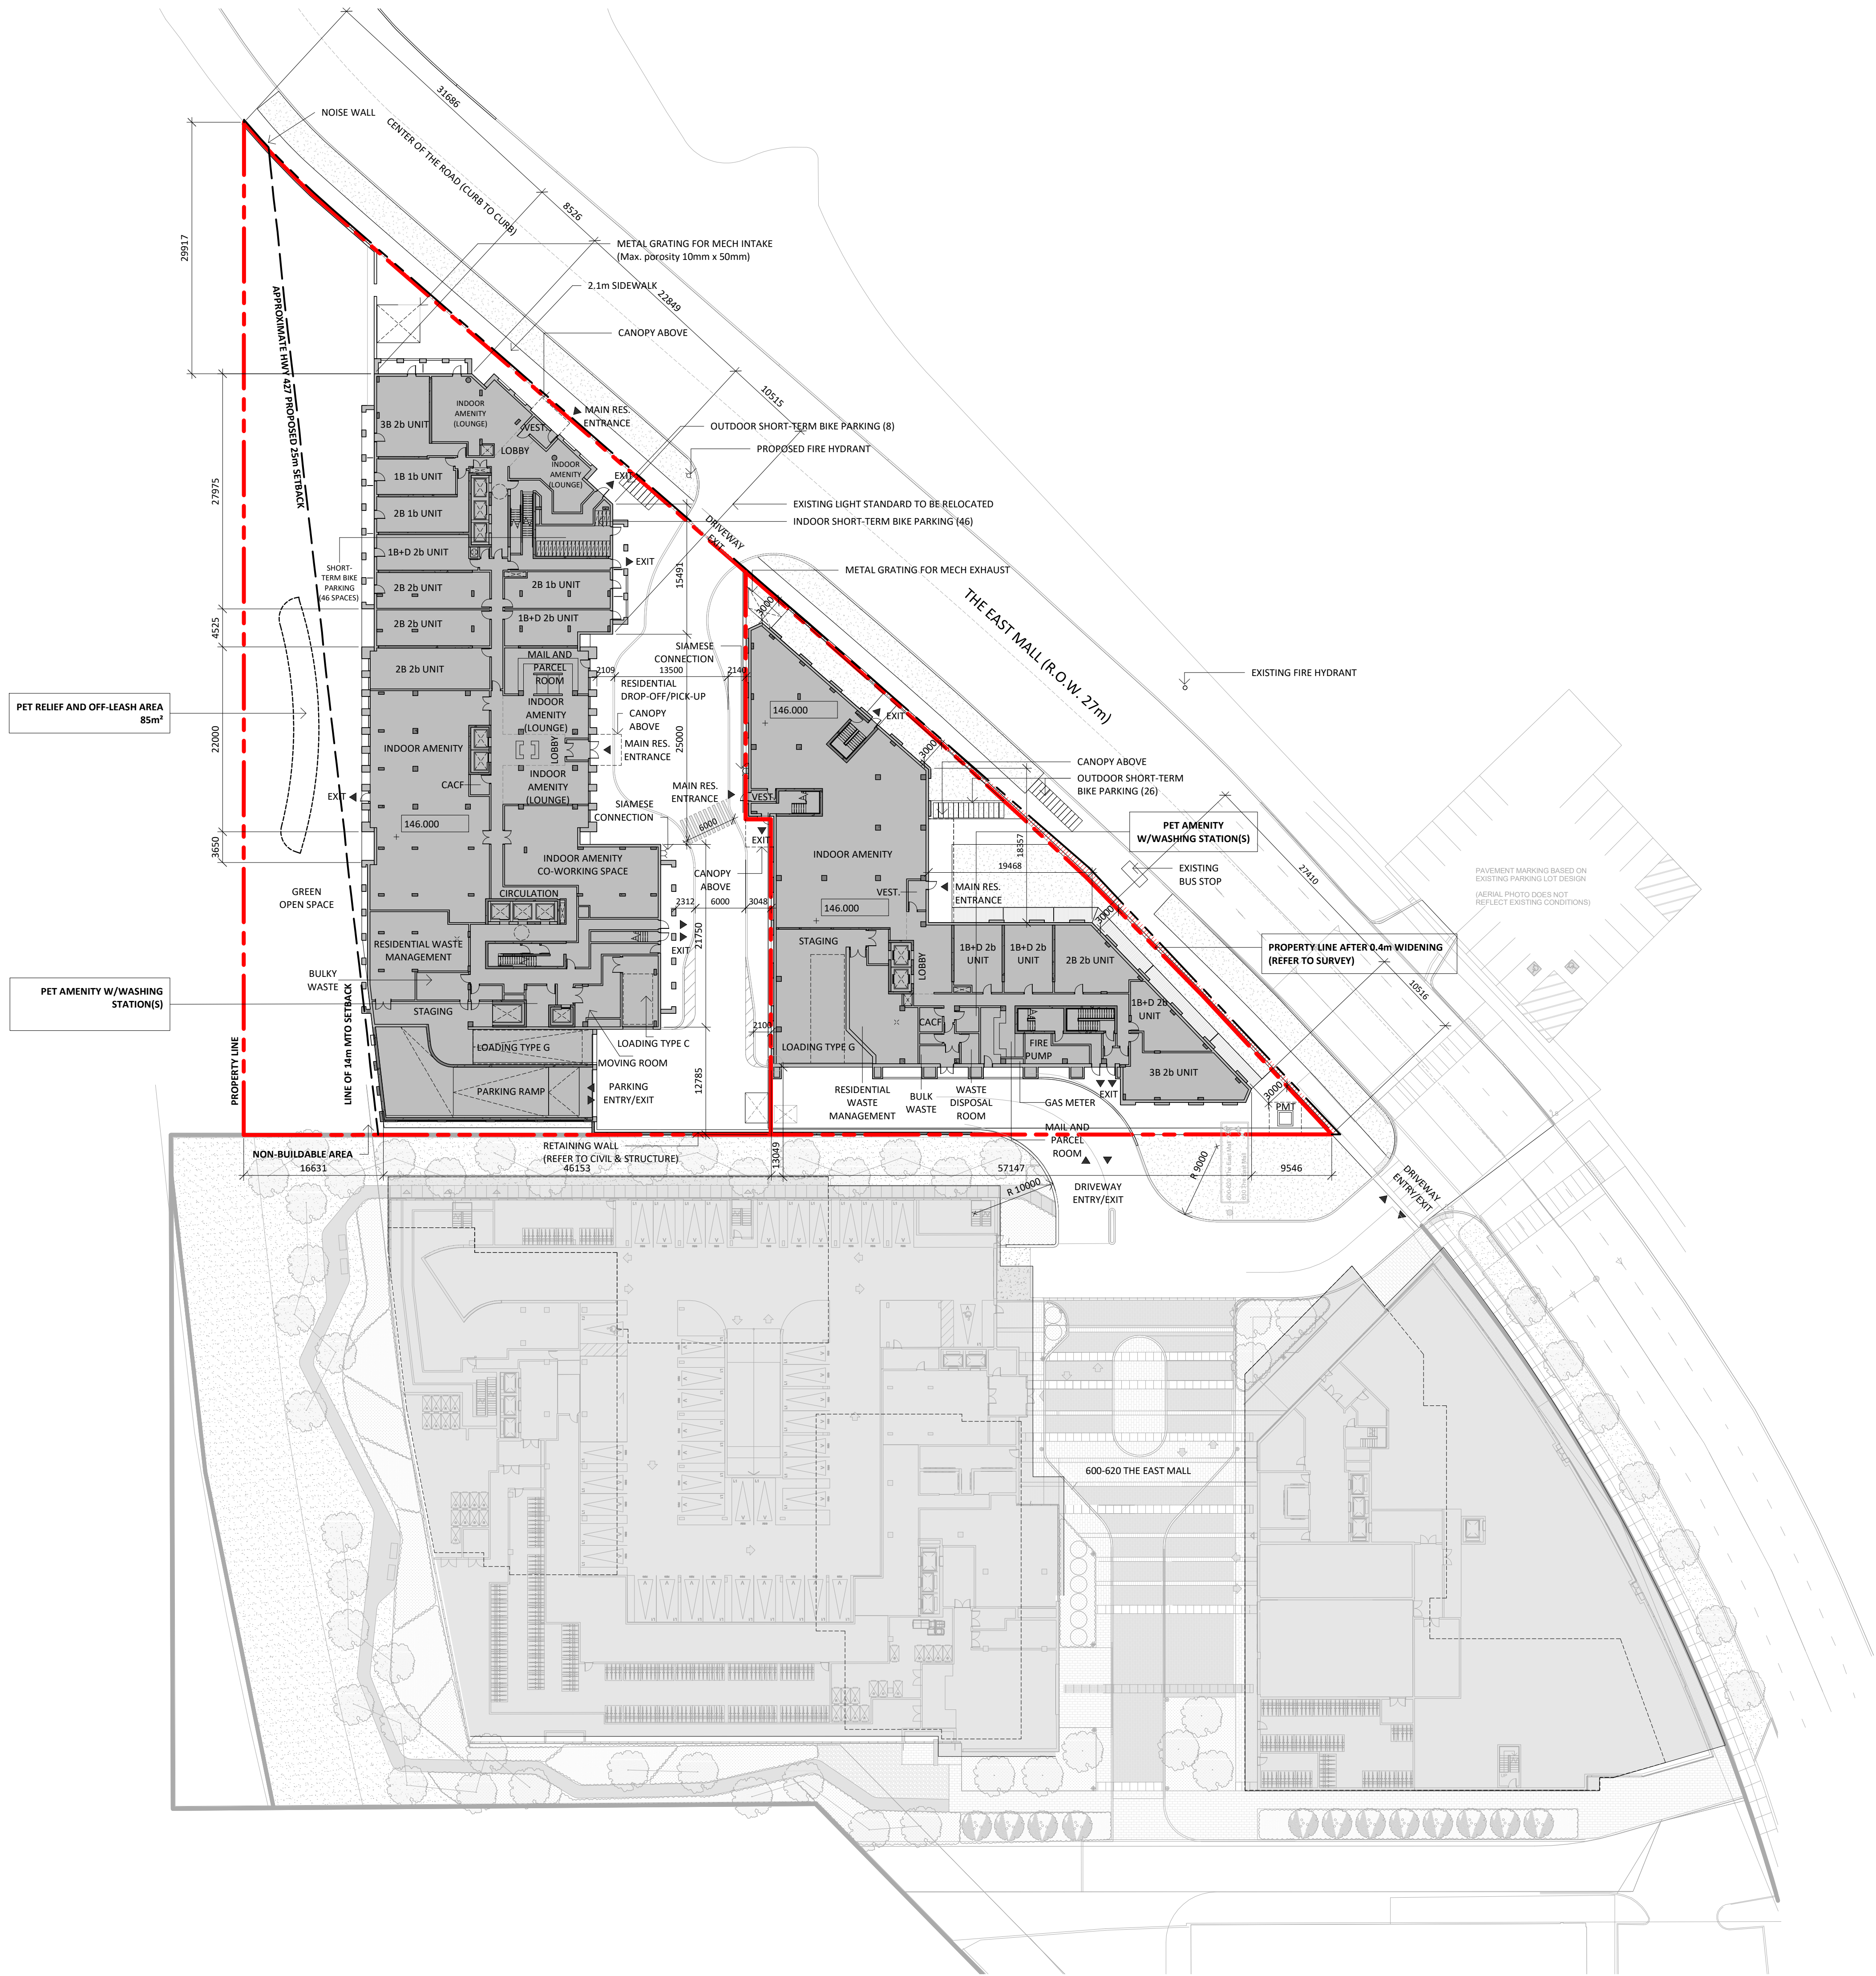 31686
NOISE WALL
CENTER OF THE ROAD (CURB TO CURB)
8526
29917
METAL GRATING FOR MECH INTAKE
(Max. porosity 10mm x 50mm)
2.1m SIDEWALK
22849
CANOPY ABOVE
APPROXIMATE HWY 427 PROPOSED 25m SETBACK
10515
INDOOR
AMENITY
(LOUNGE)
MAIN RES.
ENTRANCE
3B 2b UNIT
VEST.
OUTDOOR SHORT-TERM BIKE PARKING (8)
LOBBY
PROPOSED FIRE HYDRANT
INDOOR
AMENITY
(LOUNGE)
1B 1b UNIT
EXIT
27975
EXISTING LIGHT STANDARD TO BE RELOCATED
2B 1b UNIT
INDOOR SHORT-TERM BIKE PARKING (46)
DRIVEWAY
EXIT
1B+D 2b UNIT
SHORT-
TERM BIKE
PARKING
(46 SPACES)
EXIT
15491
METAL GRATING FOR MECH EXHAUST
2B 2b UNIT
2B 1b UNIT
3000
THE EAST MALL (R.O.W. 27m)
2B 2b UNIT
1B+D 2b UNIT
4525
SIAMESE
CONNECTION
MAIL AND
PARCEL
ROOM
2B 2b UNIT
2109
13500
2140
EXISTING FIRE HYDRANT
RESIDENTIAL
DROP-OFF/PICK-UP
PET RELIEF AND OFF-LEASH AREA
85m²
INDOOR
AMENITY
(LOUNGE)
CANOPY
ABOVE
146.000
EXIT
22000
INDOOR AMENITY
LOBBY
MAIN RES.
ENTRANCE
25000
3000
CANOPY ABOVE
OUTDOOR SHORT-TERM
BIKE PARKING (26)
CACF
INDOOR
AMENITY
(LOUNGE)
MAIN RES.
ENTRANCE
VEST.
EXIT
SIAMESE
CONNECTION
146.000
6000
PET AMENITY
W/WASHING STATION(S)
3650
EXIT
18357
INDOOR AMENITY
CO-WORKING SPACE
INDOOR AMENITY
19468
EXISTING
BUS STOP
27410
PAVEMENT MARKING BASED ON
EXISTING PARKING LOT DESIGN
(AERIAL PHOTO DOES NOT
REFLECT EXISTING CONDITIONS)
GREEN
OPEN SPACE
CIRCULATION
CANOPY
ABOVE
VEST.
MAIN RES.
ENTRANCE
2312
6000
3048
146.000
3000
21750
RESIDENTIAL WASTE
MANAGEMENT
EXIT
STAGING
LOBBY
1B+D 2b
UNIT
1B+D 2b
UNIT
2B 2b UNIT
PROPERTY LINE AFTER 0.4m WIDENING
(REFER TO SURVEY)
BULKY
WASTE
10516
PET AMENITY W/WASHING
STATION(S)
STAGING
1B+D 2B
UNIT
CACF
2100
LINE OF 14m MTO SETBACK
PROPERTY LINE
LOADING TYPE G
LOADING TYPE C
LOADING TYPE G
FIRE
PUMP
MOVING ROOM
3B 2b UNIT
12785
PARKING RAMP
PARKING
ENTRY/EXIT
RESIDENTIAL
WASTE
MANAGEMENT
BULK
WASTE
WASTE
DISPOSAL
ROOM
GAS METER
EXIT
3000
PMT
MAIL AND
PARCEL
ROOM
NON-BUILDABLE AREA
RETAINING WALL
(REFER TO CIVIL & STRUCTURE)
16631
46153
13049
57147
R 9000
9546
R 10000
DRIVEWAY
ENTRY/EXIT
DRIVEWAY
ENTRY/EXIT
600-620 THE EAST MALL